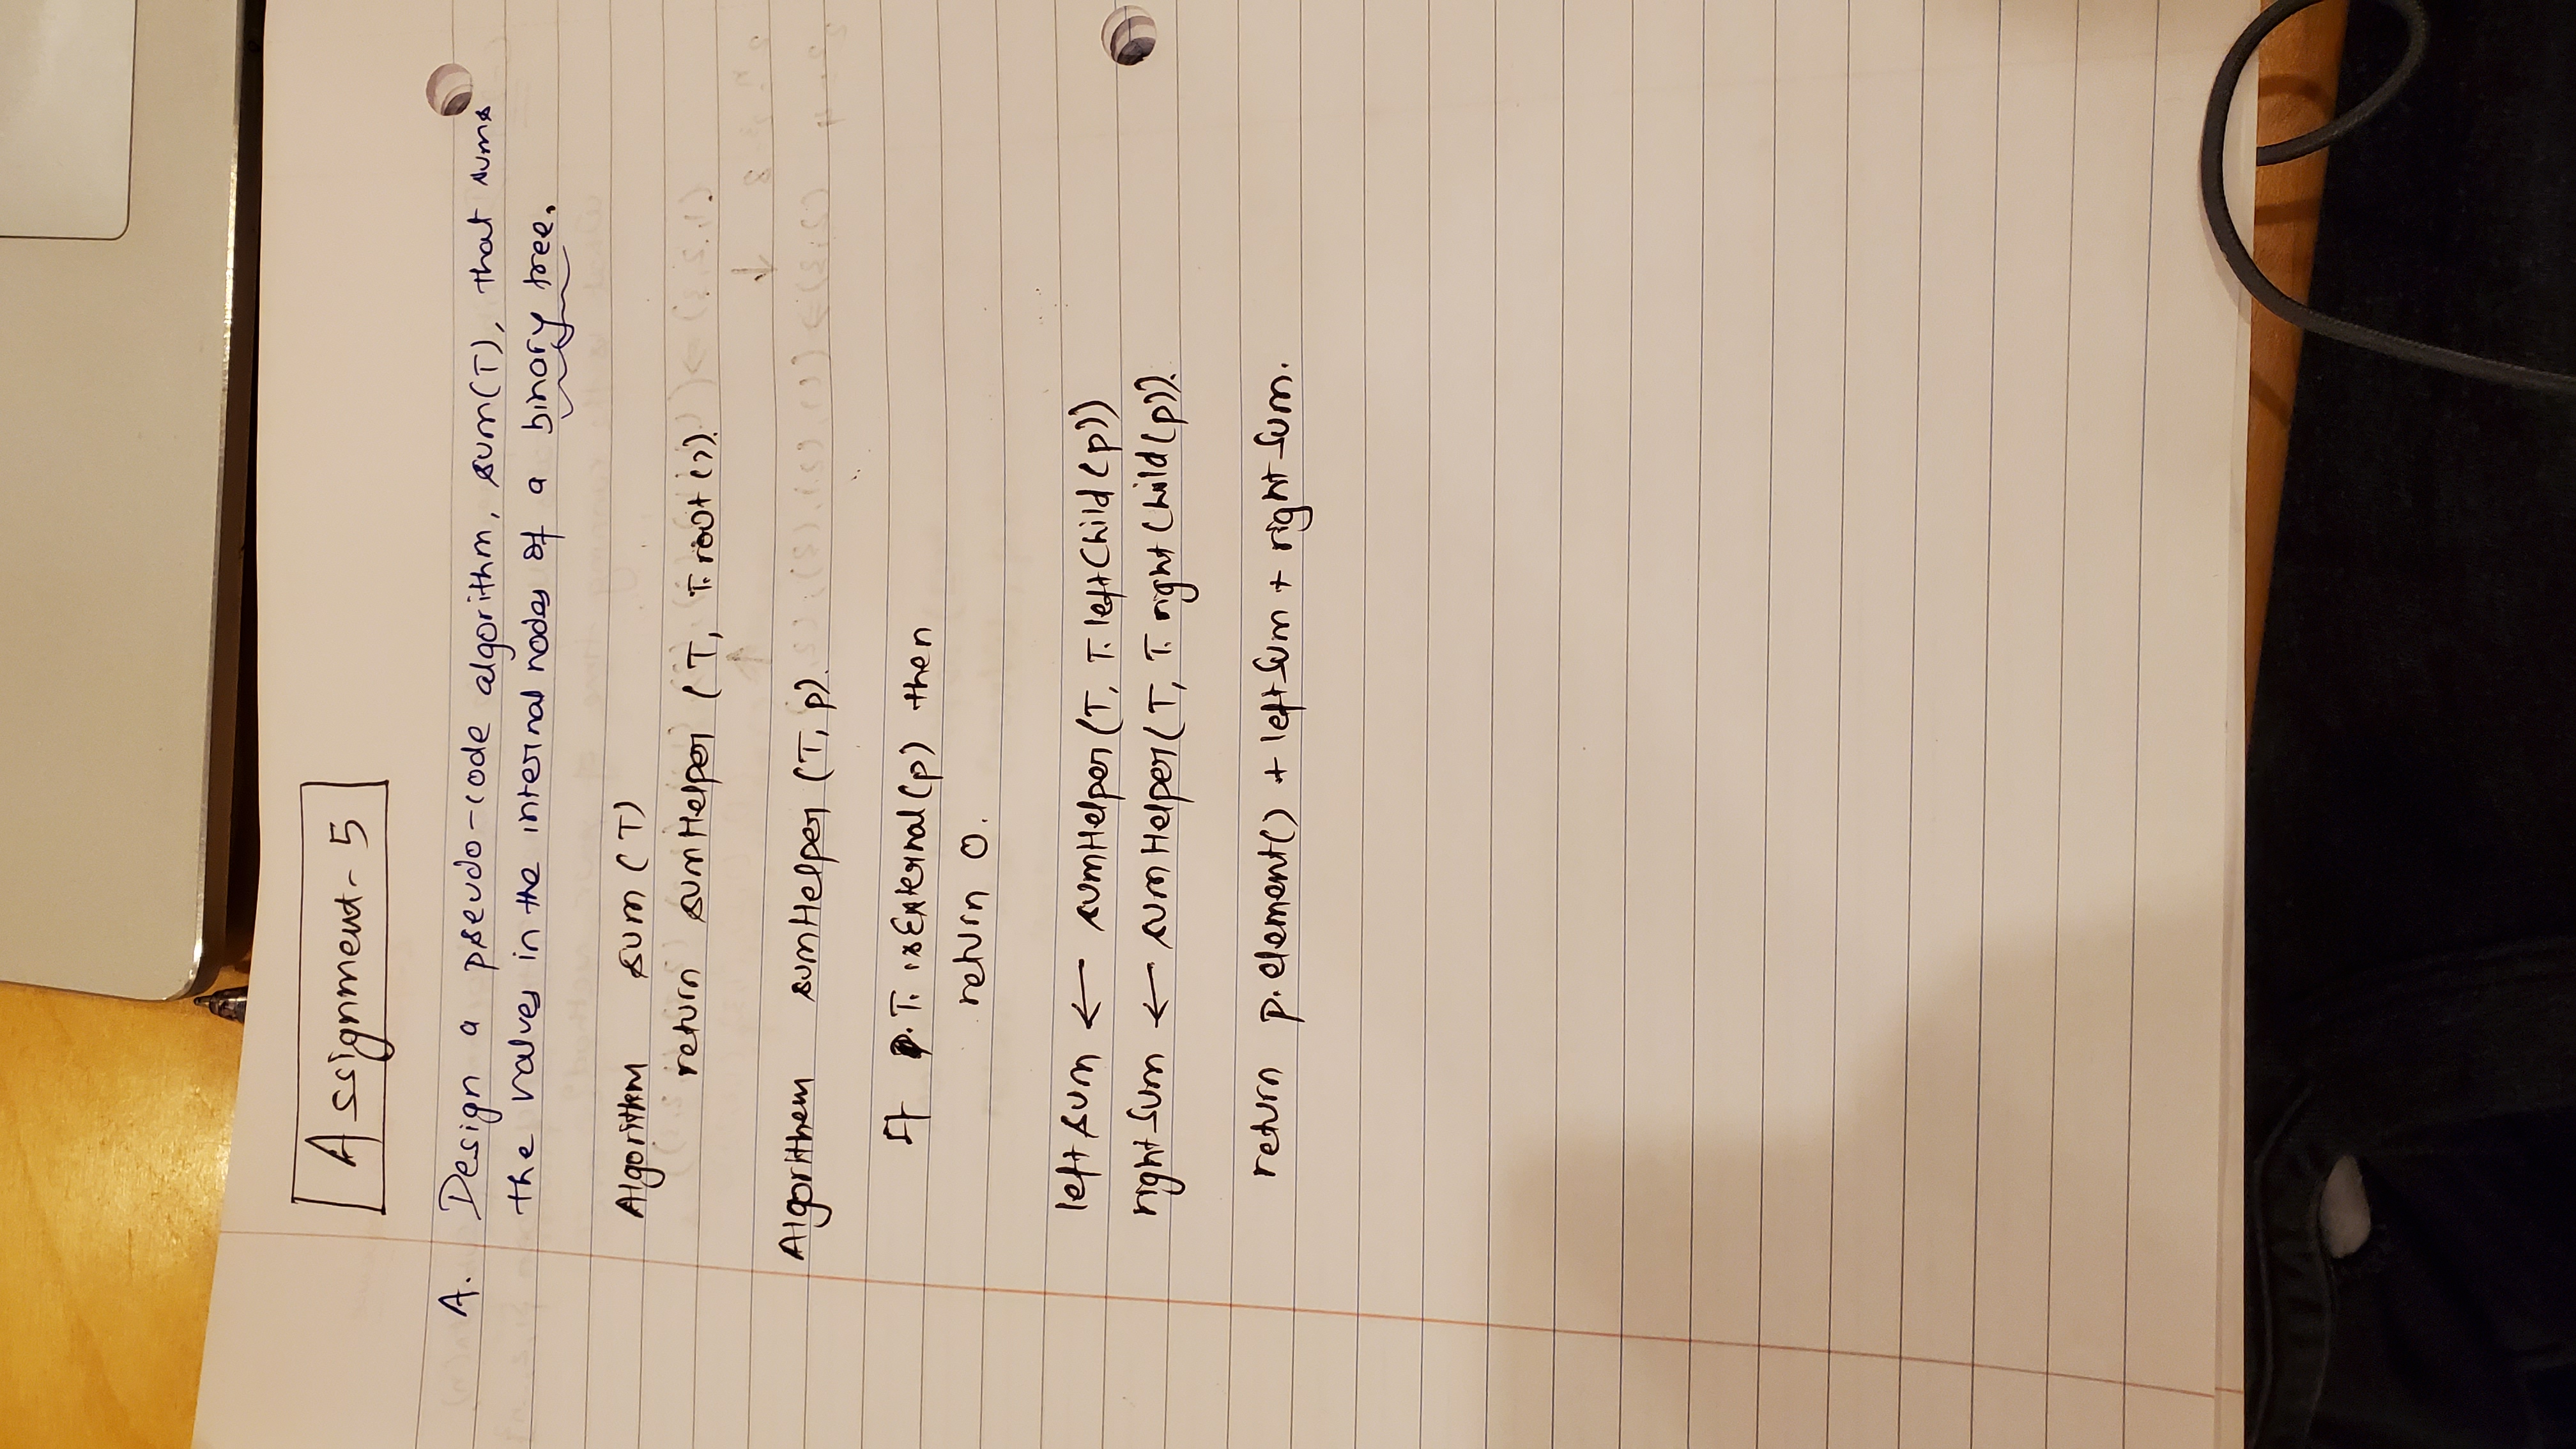 Assignment - 5
A. Design a pseudo-code algorithm, sum(T), that sums
the values in the internal nodes of a binary tree.
Algorithm sum (T)
return sumHelper (T, T.root()).
Algorithem sumHelper (T, p).
If T. isExternal(p) then
return 0.
left sum ← sumHelper (T, T. leftChild (p))
right Sum ← sumHelper (T, T. rightChild (p)).
return p. element() + left Sum + right Sum.